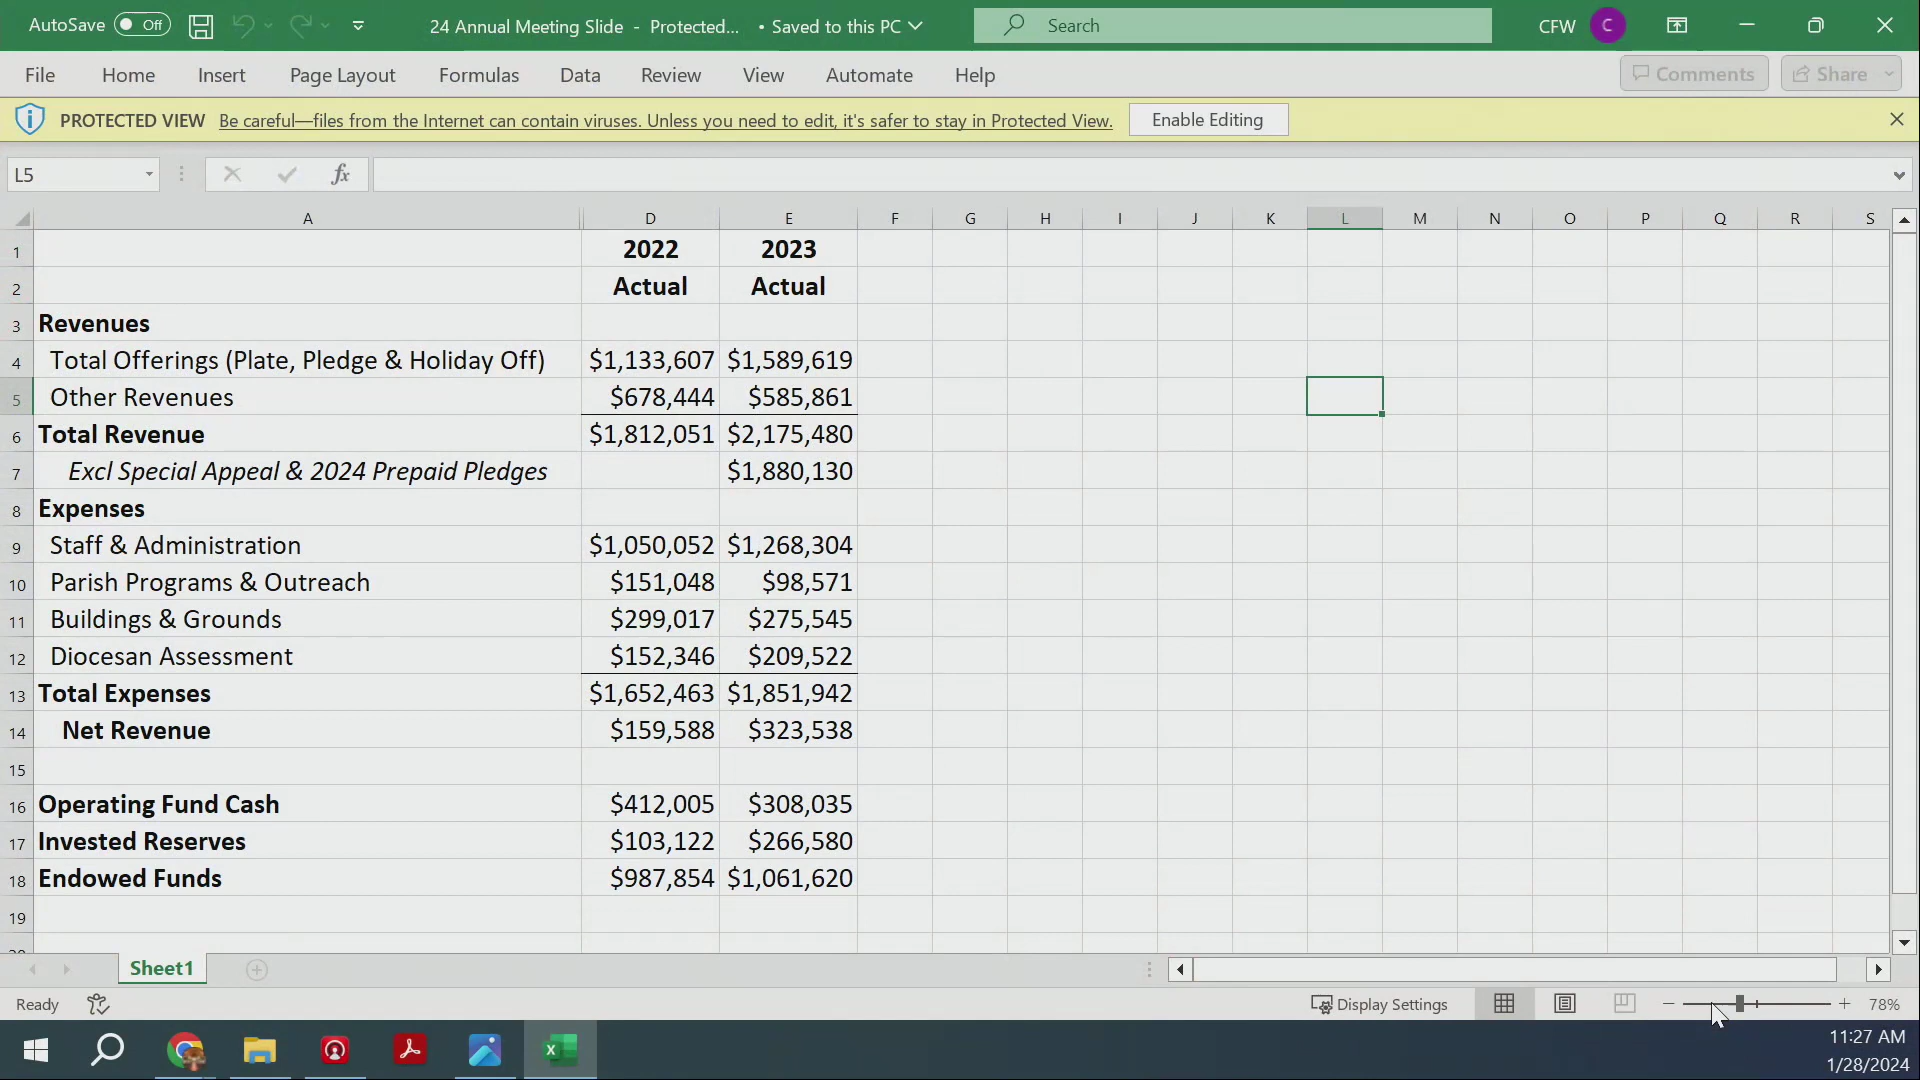 AutoSave Off 24 Annual Meeting Slide - Protected... • Saved to this PC Search CFW C
File Home Insert Page Layout Formulas Data Review View Automate Help Comments Share
PROTECTED VIEW Be careful—files from the Internet can contain viruses. Unless you need to edit, it's safer to stay in Protected View. Enable Editing
L5 fx
A D E F G H I J K L M N O P Q R S
1 2022 2023
2 Actual Actual
3 Revenues
4 Total Offerings (Plate, Pledge & Holiday Off) $1,133,607 $1,589,619
5 Other Revenues $678,444 $585,861
6 Total Revenue $1,812,051 $2,175,480
7 Excl Special Appeal & 2024 Prepaid Pledges $1,880,130
8 Expenses
9 Staff & Administration $1,050,052 $1,268,304
10 Parish Programs & Outreach $151,048 $98,571
11 Buildings & Grounds $299,017 $275,545
12 Diocesan Assessment $152,346 $209,522
13 Total Expenses $1,652,463 $1,851,942
14 Net Revenue $159,588 $323,538
15
16 Operating Fund Cash $412,005 $308,035
17 Invested Reserves $103,122 $266,580
18 Endowed Funds $987,854 $1,061,620
19
Sheet1
Ready Display Settings 78%
11:27 AM
1/28/2024